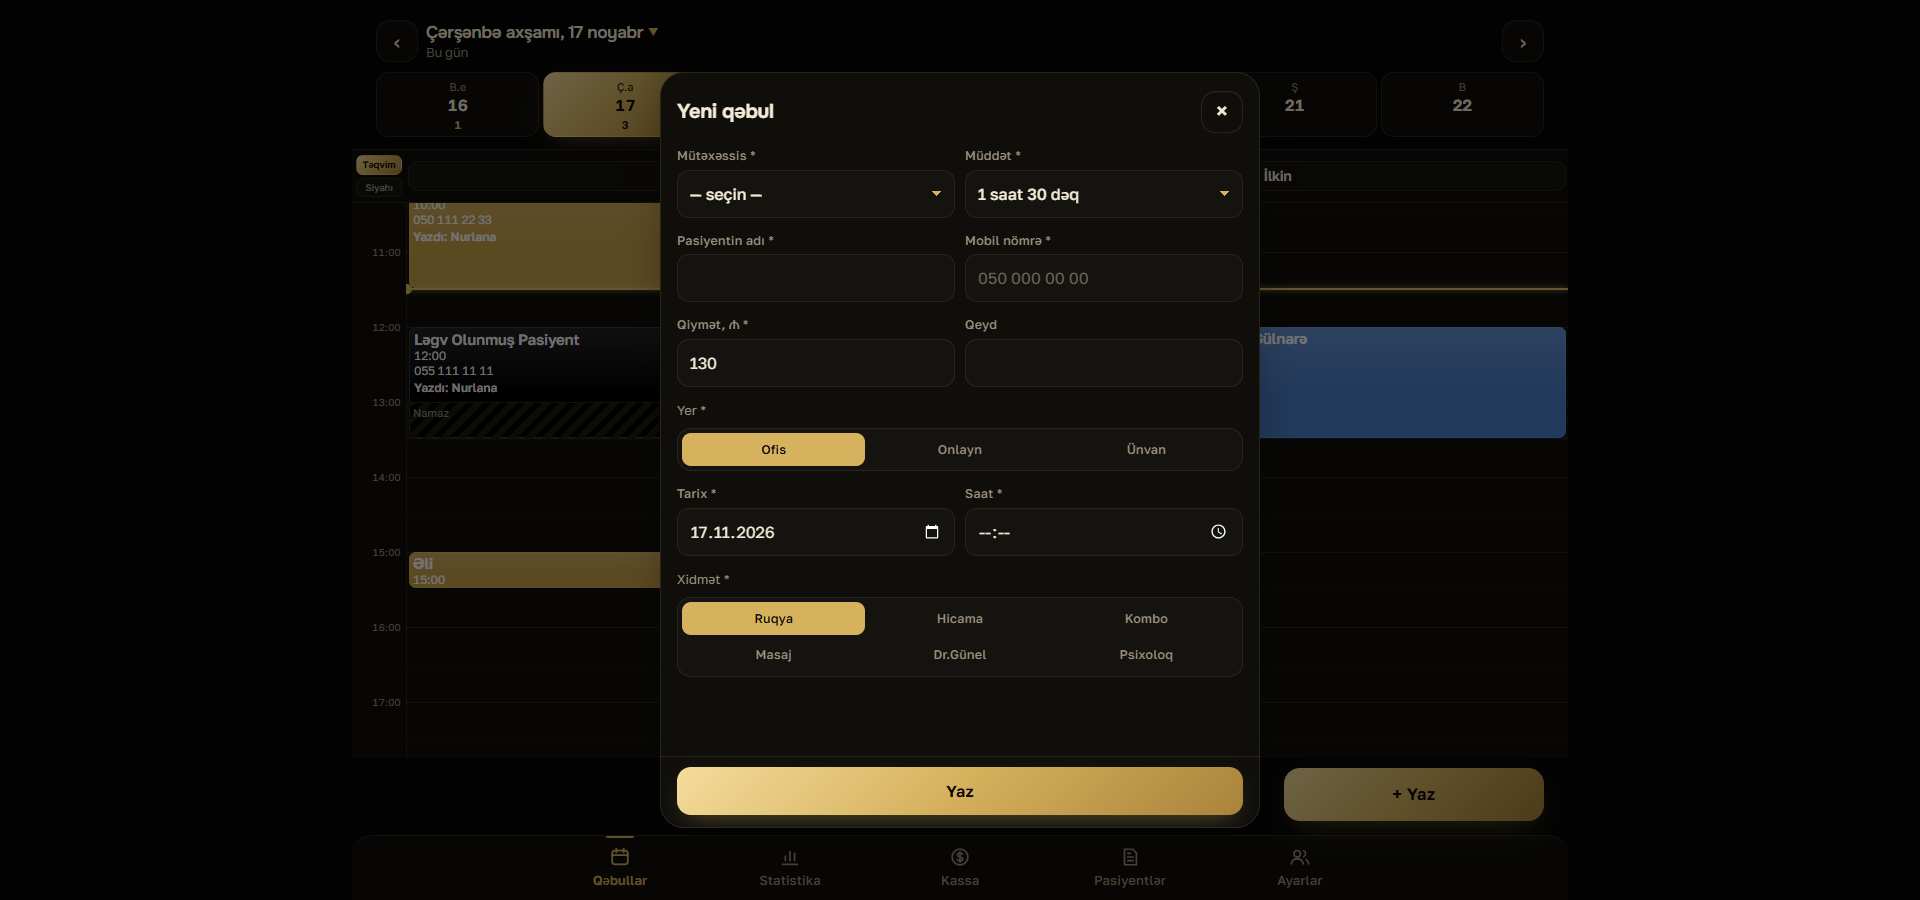 Çərşənbə axşamı, 17 noyabr
Bu gün
B.e
16
1
Ç.a
17
3
Ş
21
B
22
Təqvim
Siyahı
İlkin
10:00
050 111 22 33
Yazdı: Nurlana
11:00
12:00
Ləgv Olunmuş Pasiyent
12:00
055 111 11 11
Yazdı: Nurlana
Gülnarə
13:00
Namaz
14:00
15:00
Əli
15:00
16:00
17:00
Yeni qəbul
Mütəxəssis *
Müddət *
— seçin —
1 saat 30 dəq
Pasiyentin adı *
Mobil nömrə *
050 000 00 00
Qiymət, ₼ *
Qeyd
130
Yer *
Ofis
Onlayn
Ünvan
Tarix *
Saat *
17.11.2026
--:--
Xidmət *
Ruqya
Hicama
Kombo
Masaj
Dr.Günel
Psixoloq
Yaz
+ Yaz
Qəbullar
Statistika
Kassa
Pasiyentlər
Ayarlar